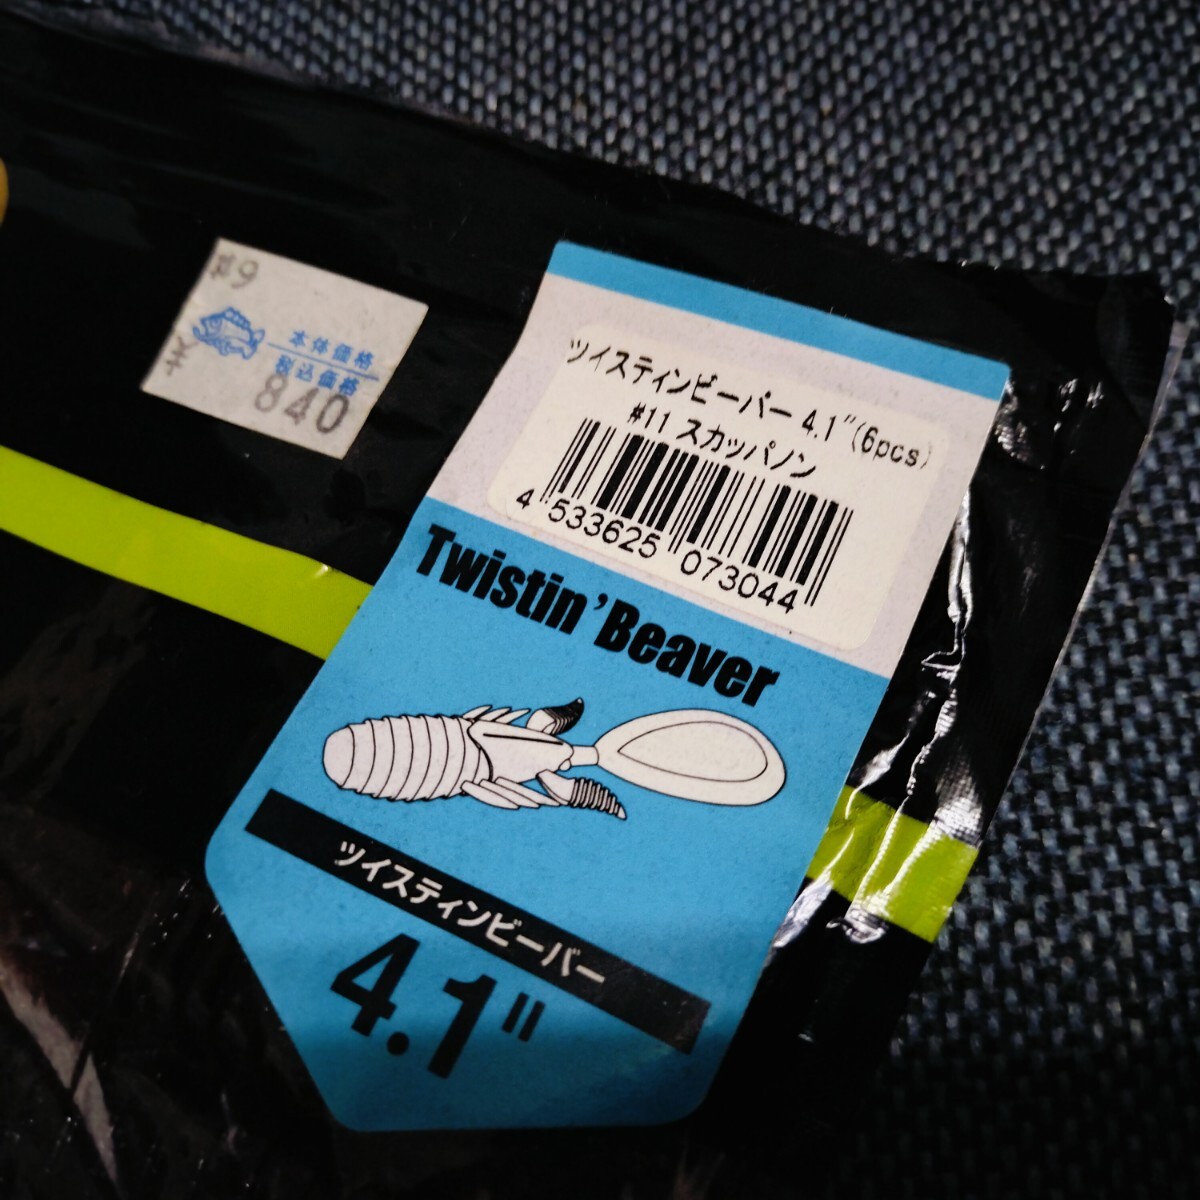 #9
本体価格
税込価格
¥ 840
ツイスティンビーバー 4.1"(6pcs)
#11 スカッパノン
4 533625 073044
Twistin'Beaver
ツイスティンビーバー
4.1"